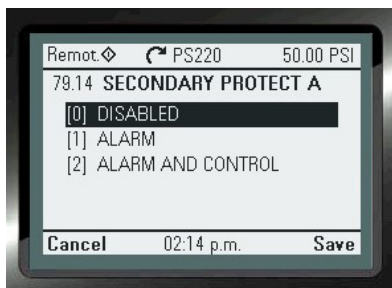 Remot. PS220 50.00 PSI
79.14 SECONDARY PROTECT A
[0] DISABLED
[1] ALARM
[2] ALARM AND CONTROL
Cancel 02:14 p.m. Save